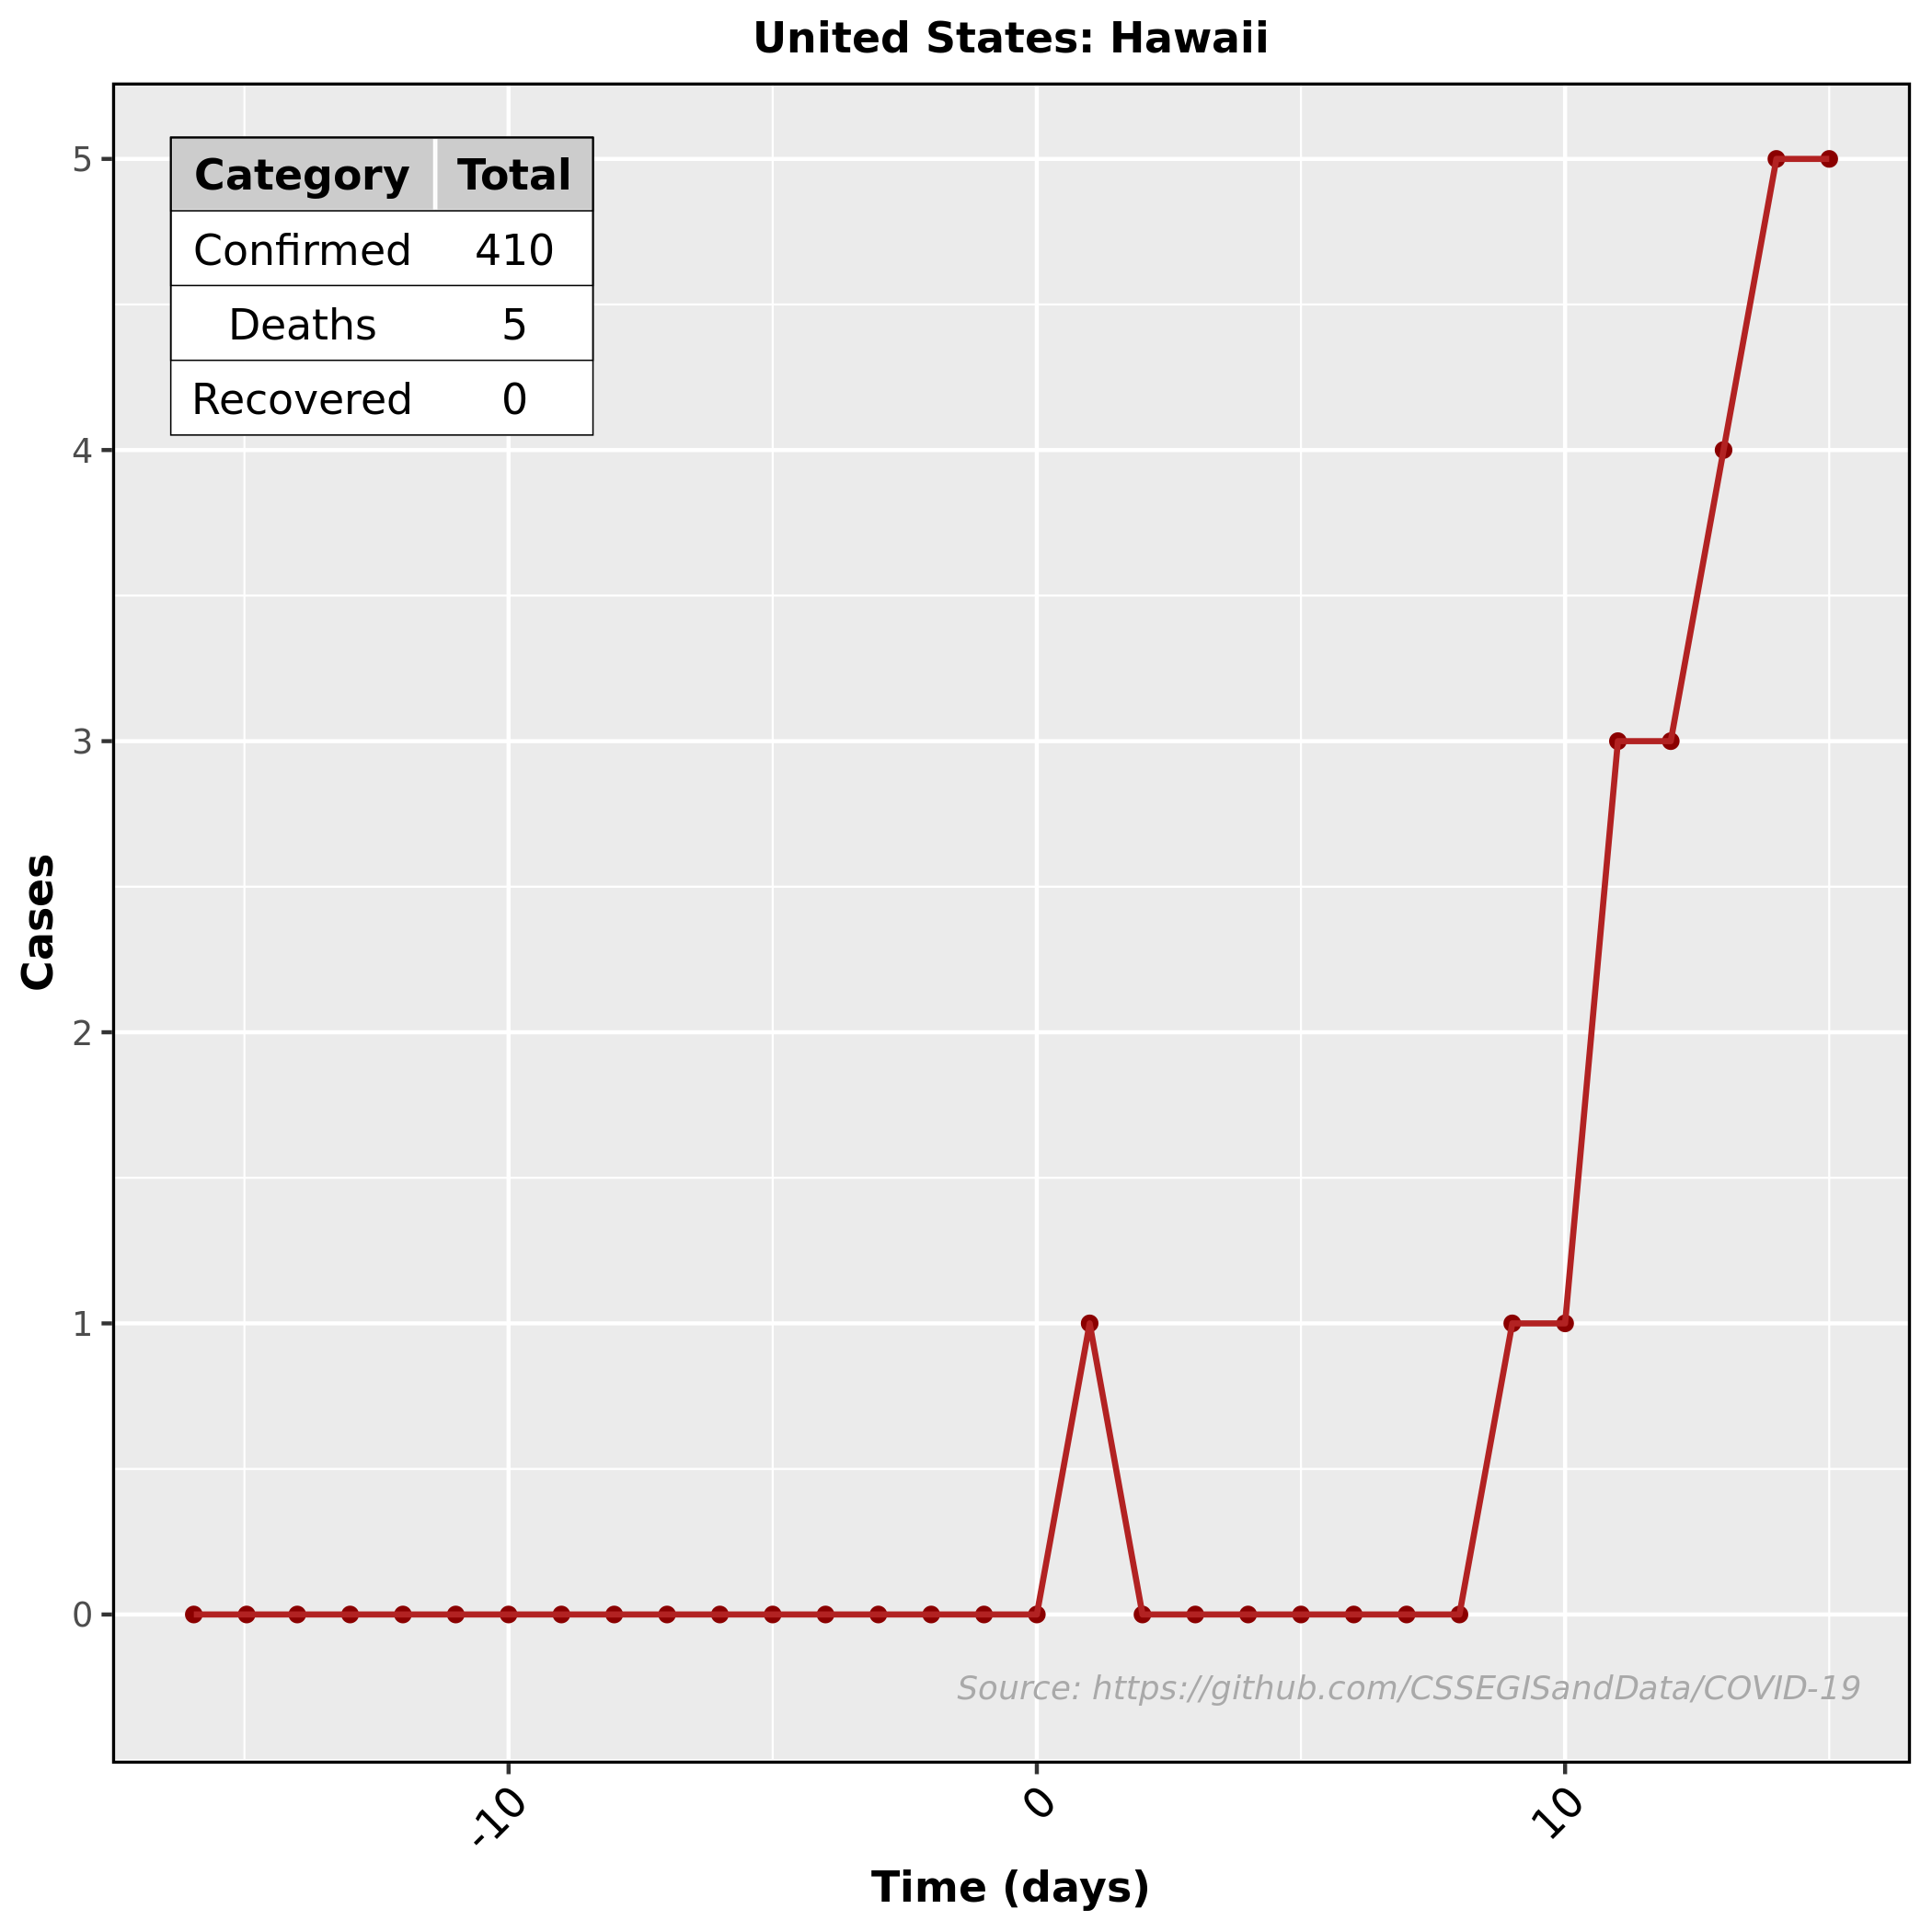 United States: Hawaii
Category Total
Confirmed 410
Deaths 5
Recovered 0
5
4
3
2
1
0
Cases
Source: https://github.com/CSSEGISandData/COVID-19
-10 0 10
Time (days)